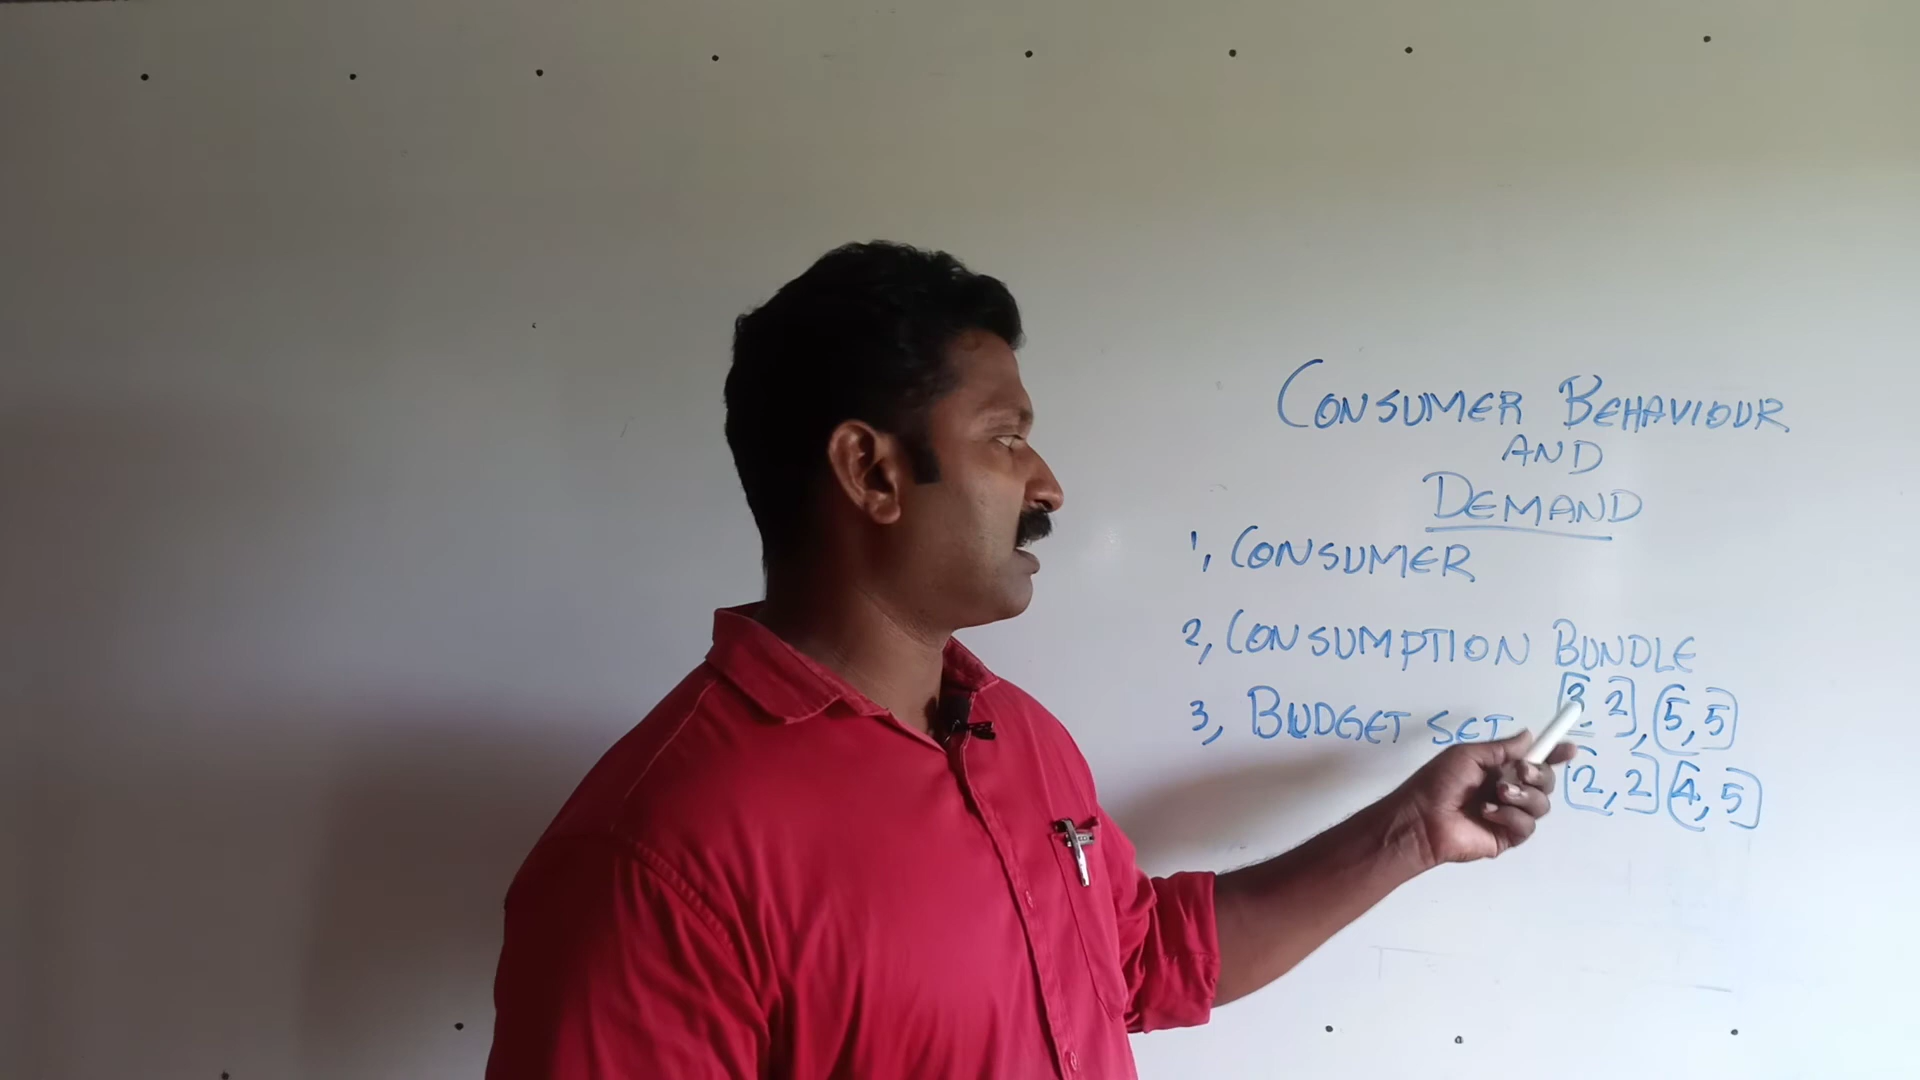 CONSUMER BEHAVIOUR
AND
DEMAND
1, CONSUMER
2, CONSUMPTION BUNDLE
3, BUDGET SET
[3, 2], [5, 5]
[2, 2] [4, 5]